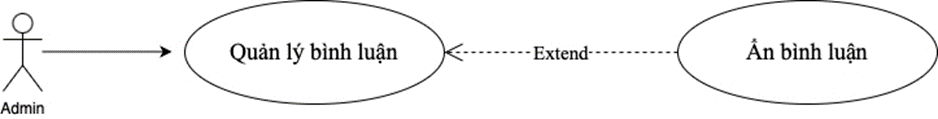 Quản lý bình luận
Extend
Ẩn bình luận
Admin